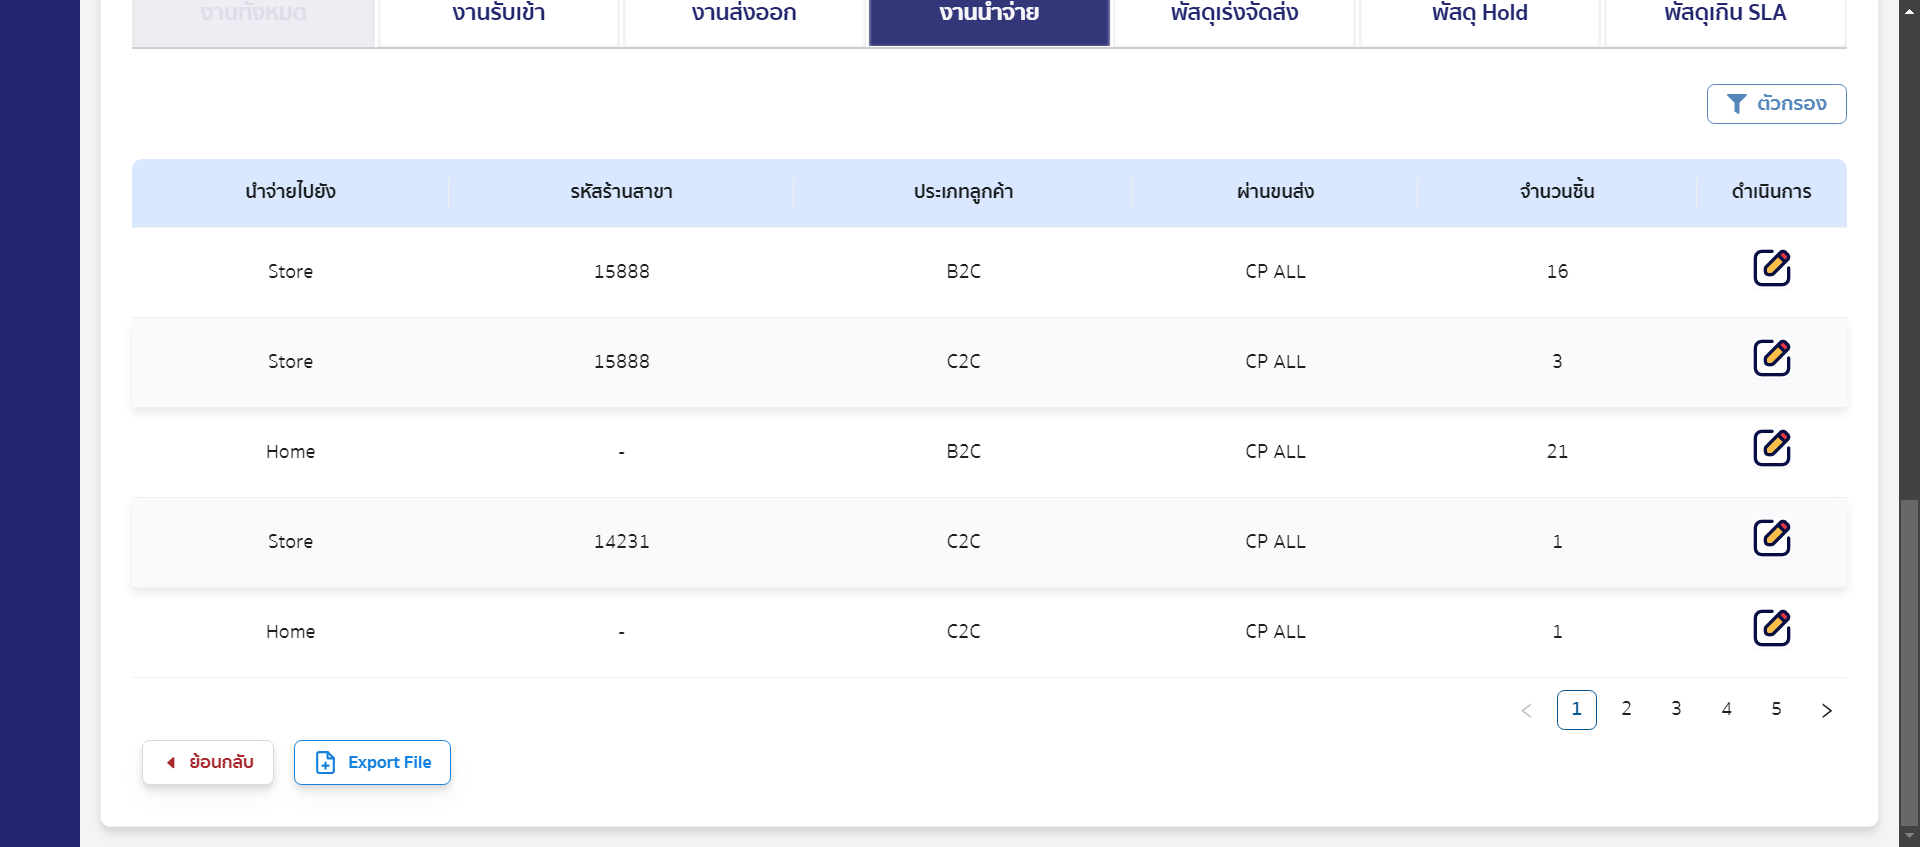 งานทั้งหมด งานรับเข้า งานส่งออก งานนำจ่าย พัสดุเร่งจัดส่ง พัสดุ Hold พัสดุเกิน SLA
ตัวกรอง
นำจ่ายไปยัง รหัสร้านสาขา ประเภทลูกค้า ผ่านขนส่ง จำนวนชิ้น ดำเนินการ
Store 15888 B2C CP ALL 16
Store 15888 C2C CP ALL 3
Home - B2C CP ALL 21
Store 14231 C2C CP ALL 1
Home - C2C CP ALL 1
< 1 2 3 4 5 >
ย้อนกลับ Export File